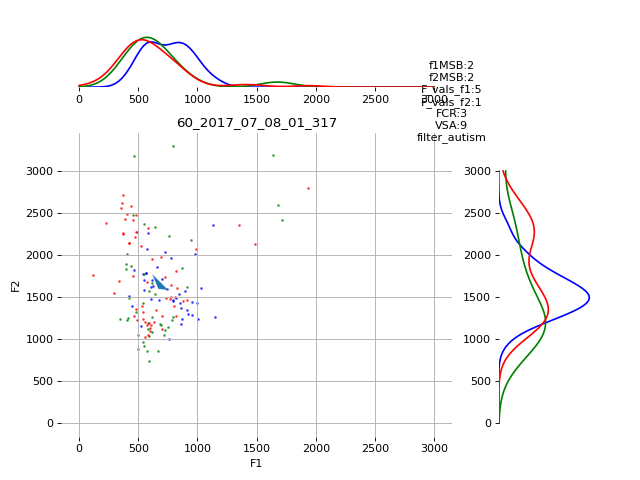 0 500 1000 1500 2000 2500 3000
f1MSB:2
f2MSB:2
F_vals_f1:5
F_vals_f2:1
FCR:3
VSA:9
filter_autism
60_2017_07_08_01_317
3000
2500
2000
1500
1000
500
0
F2
0 500 1000 1500 2000 2500 3000
F1
3000
2500
2000
1500
1000
500
0